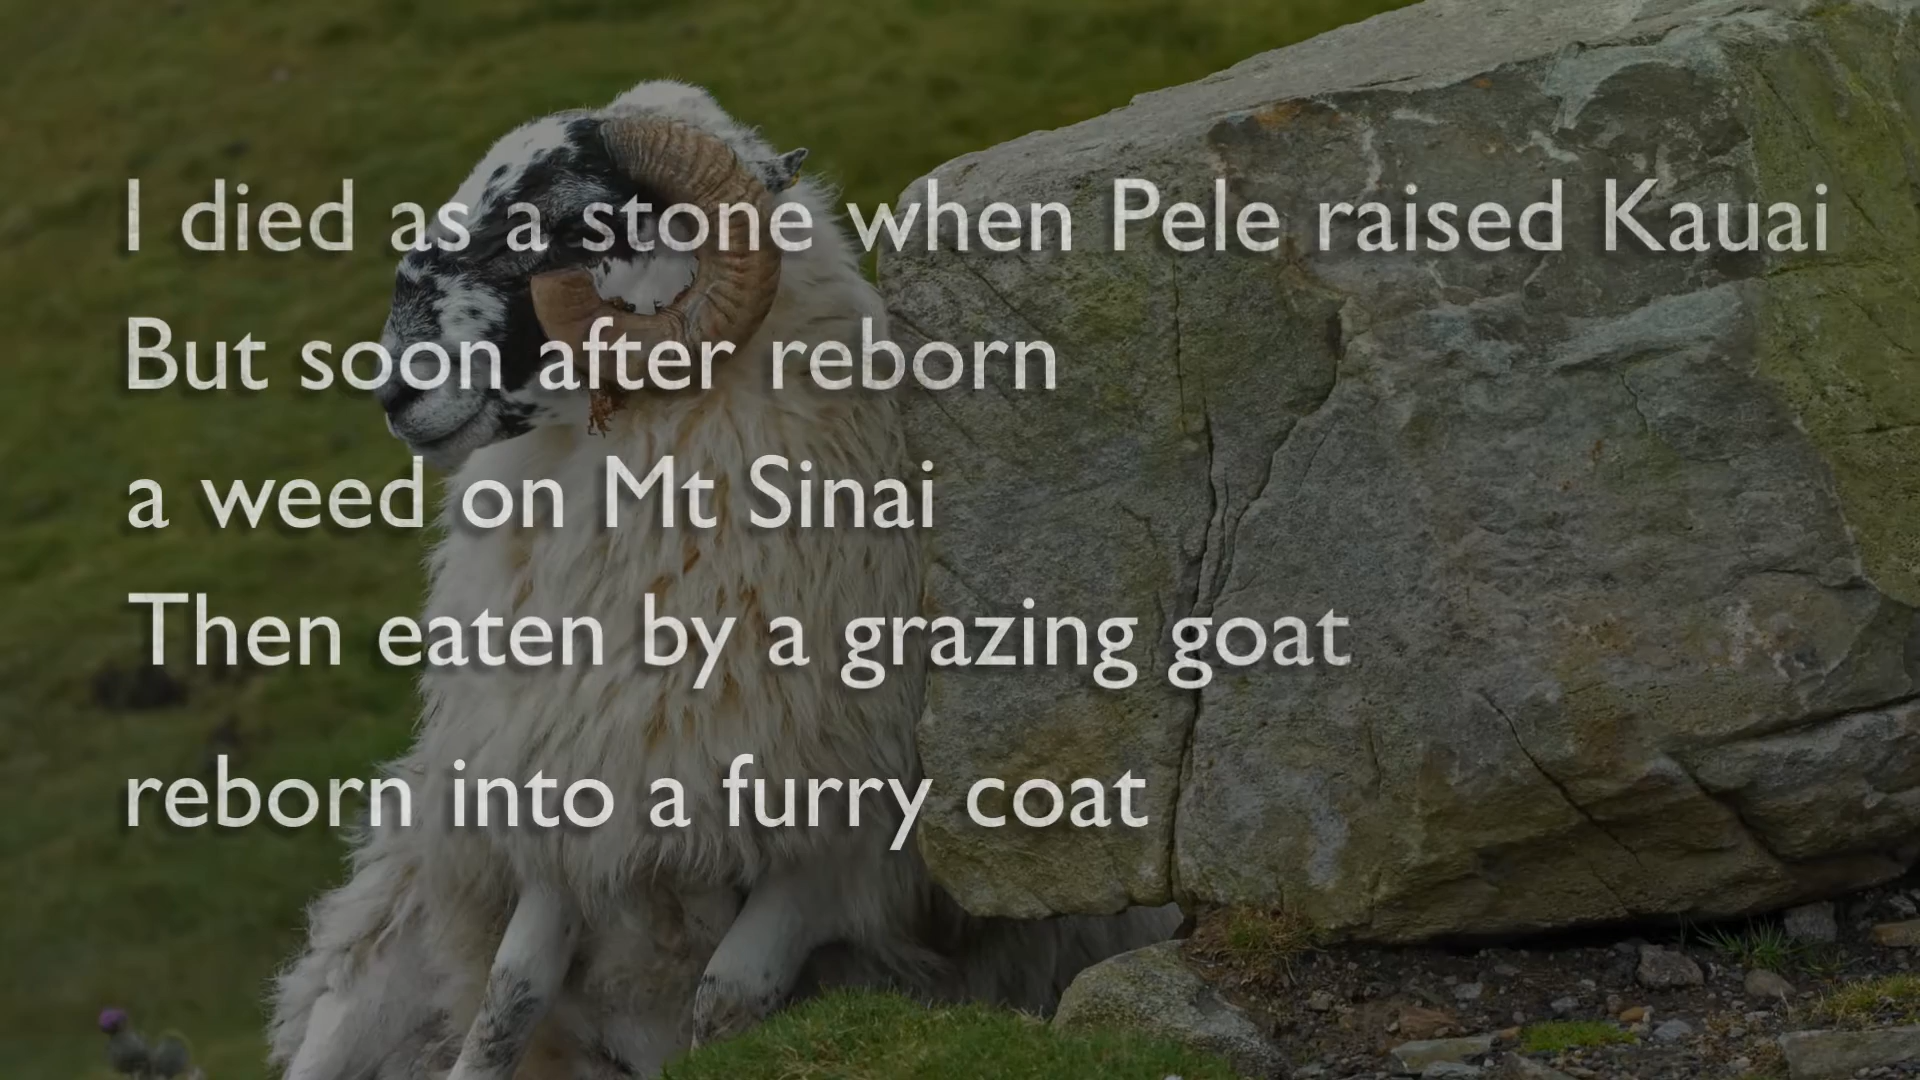 I died as a stone when Pele raised Kauai
But soon after reborn
a weed on Mt Sinai
Then eaten by a grazing goat
reborn into a furry coat